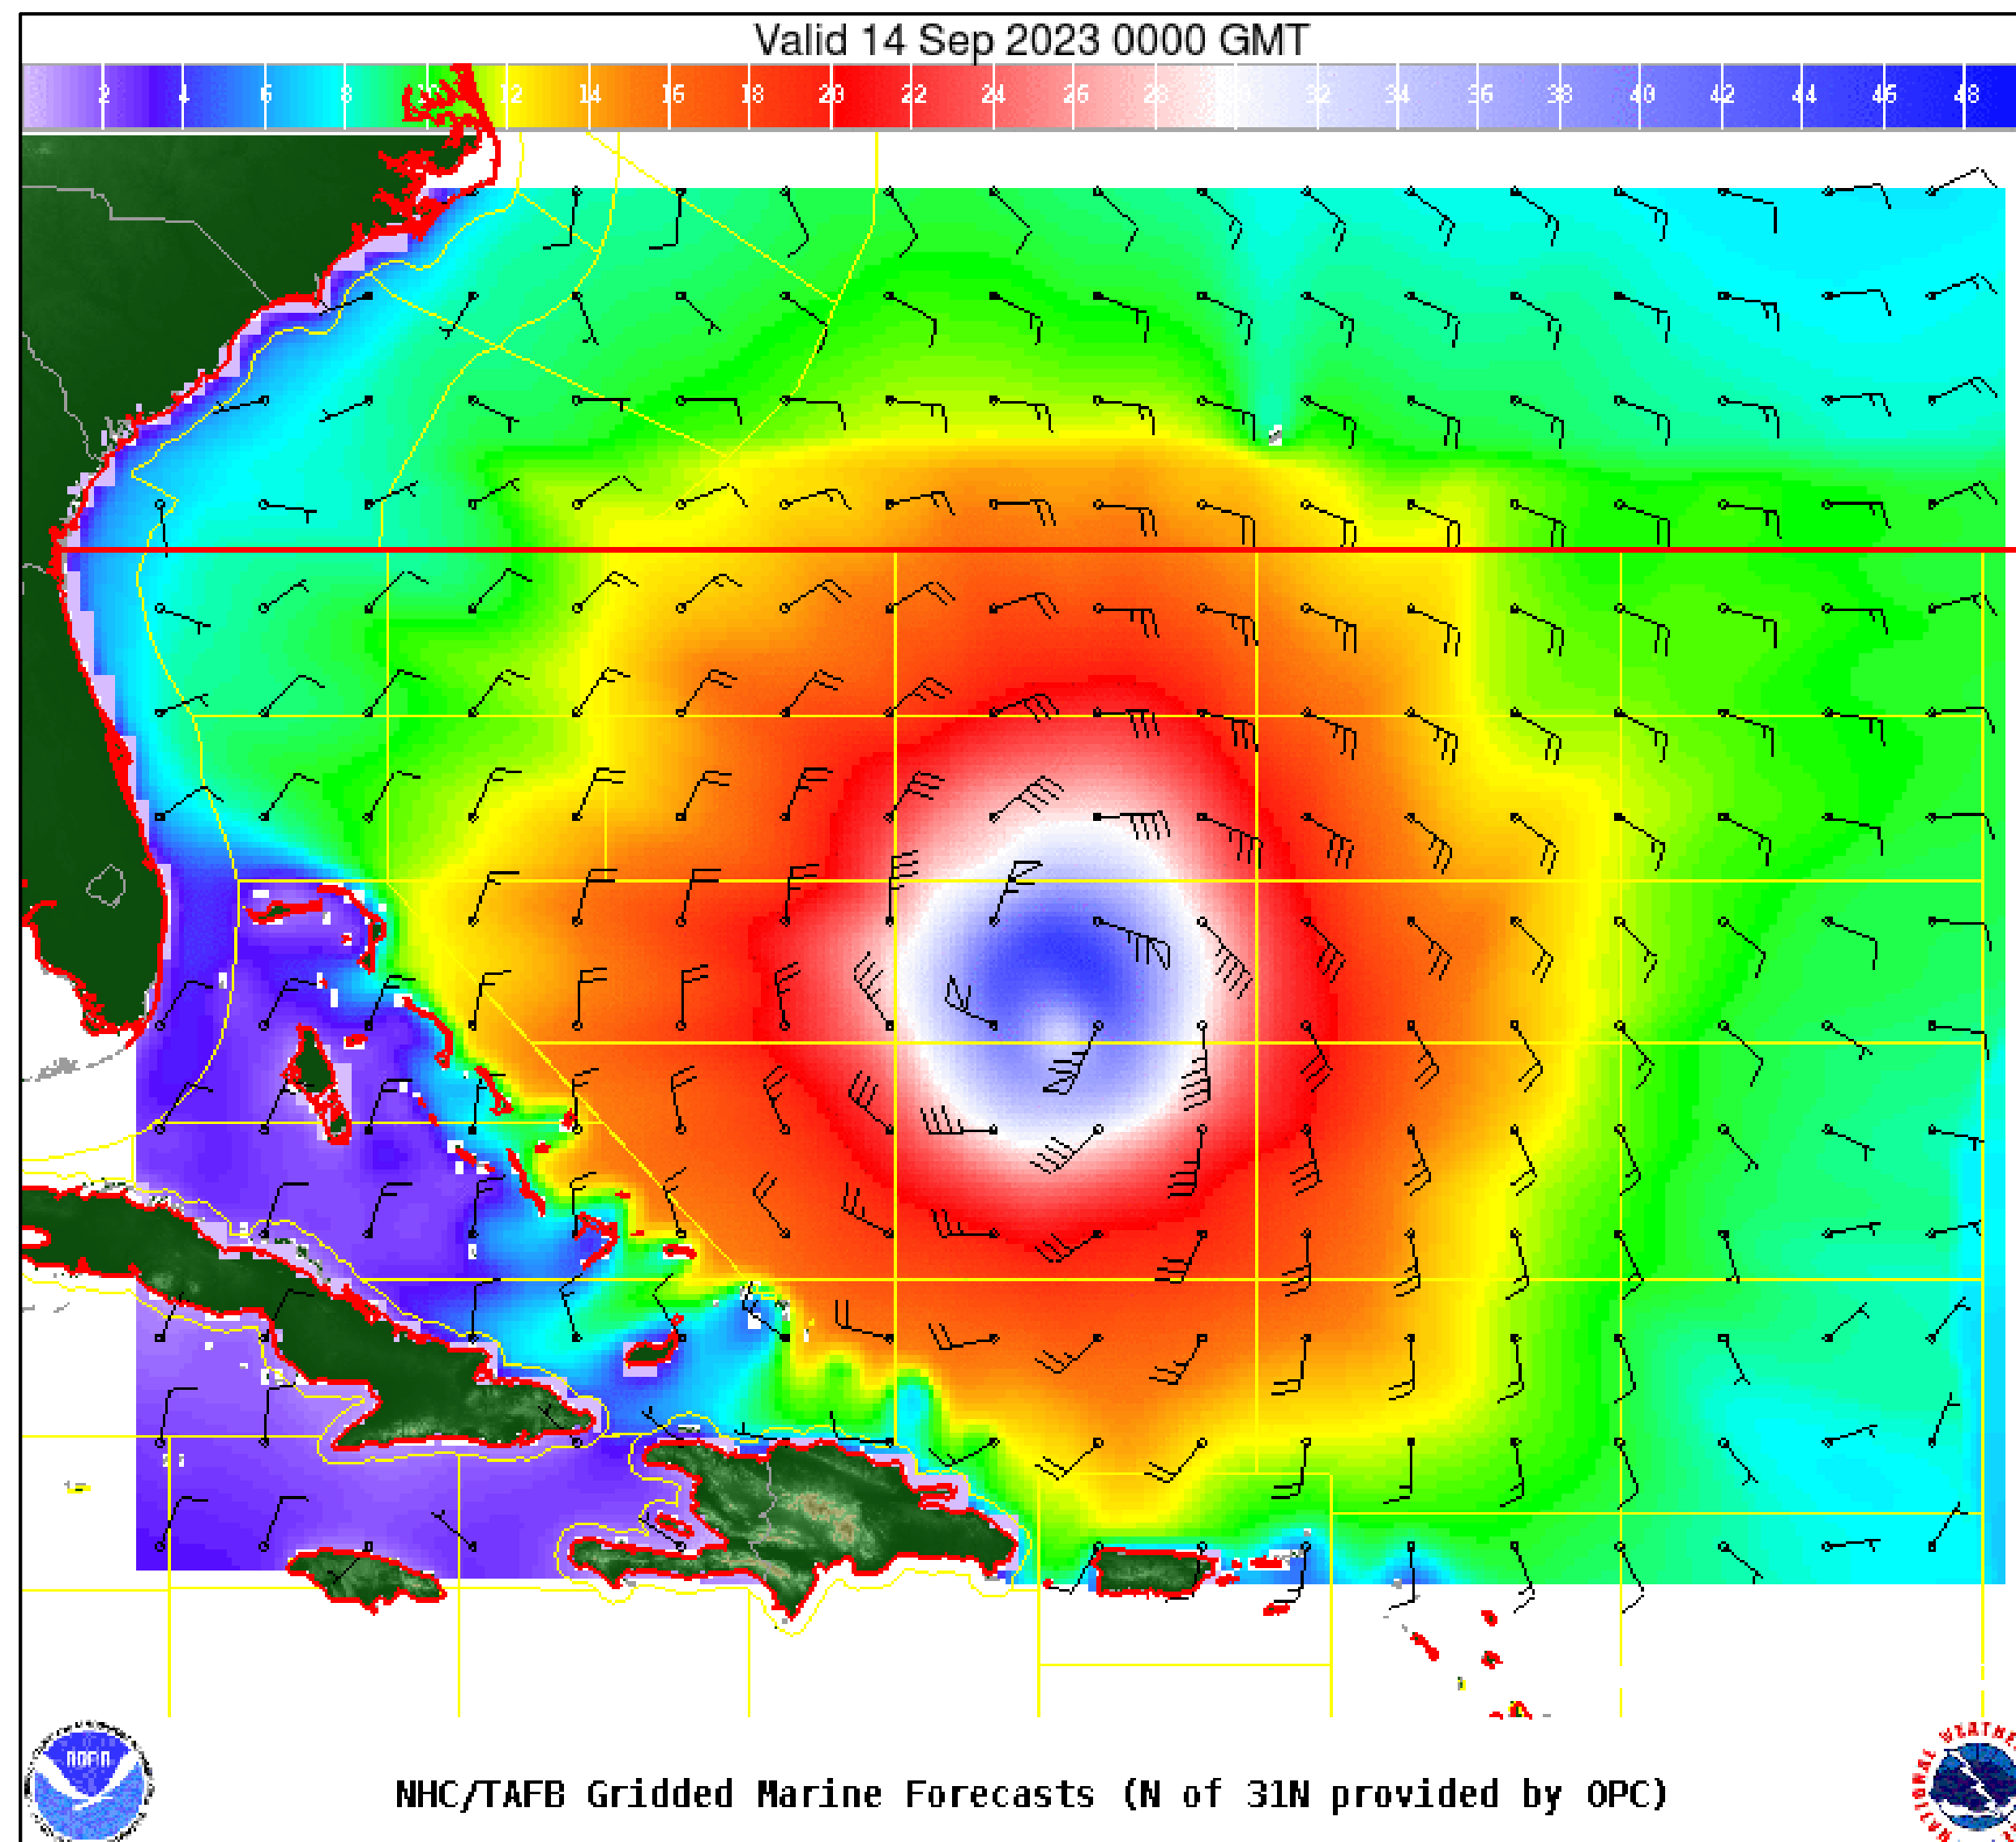 Valid 14 Sep 2023 0000 GMT
2 4 6 8 10 12 14 16 18 20 22 24 26 28 30 32 34 36 38 40 42 44 46 48
NOAA
NHC/TAFB Gridded Marine Forecasts (N of 31N provided by OPC)